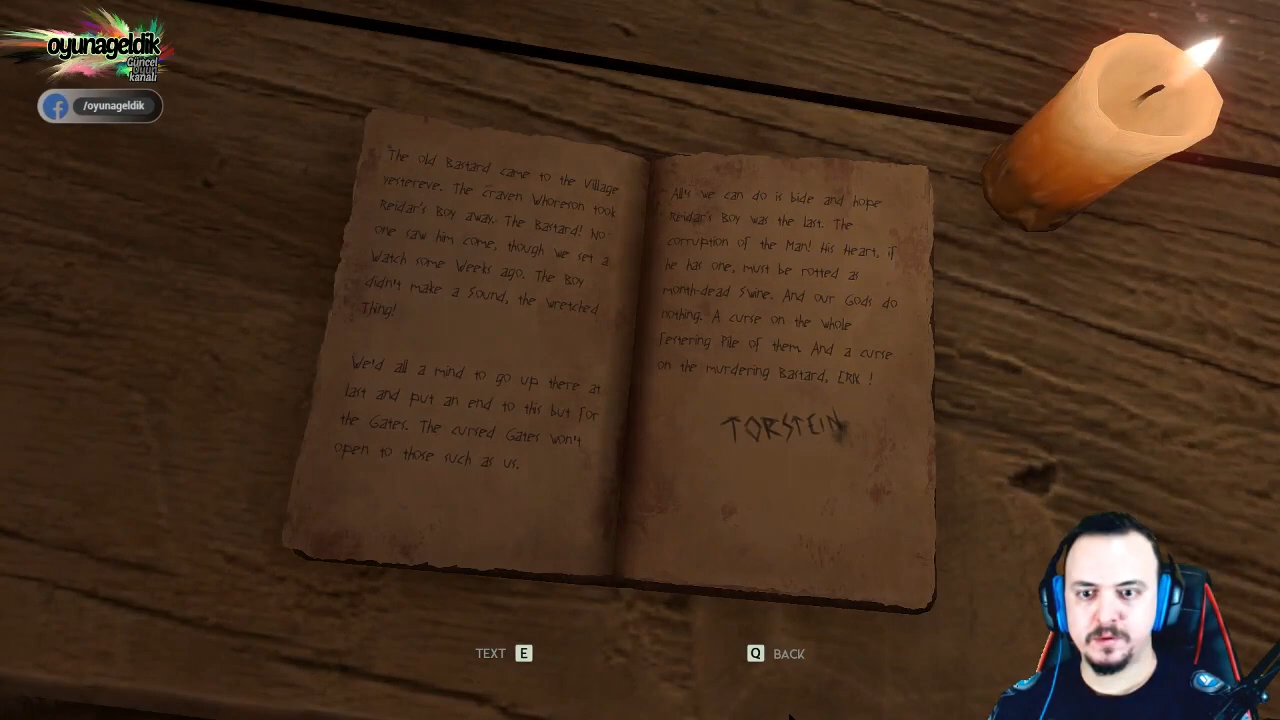 oyunageldik
Güncel
Oyun
kanalı
/oyunageldik
The old Bastard came to the Village
yestereve. The craven Whoreson took
Reidar's Boy away. The Bastard! No
one saw him come, though we set a
Watch some Weeks ago. The Boy
didn't make a Sound, the wretched
Thing!
We'd all a mind to go up there at
last and put an end to this but for
the Gates. The cursed Gates won't
open to those such as us.
All's we can do is bide and hope
Reidar's Boy was the last. The
corruption of the Man! His Heart, if
he has one, must be rotted as
month-dead Swine. And our Gods do
nothing. A curse on the whole
festering Pile of them. And a curse
on the murdering Bastard, ERIK !
TORSTEIN
TEXT E
Q BACK